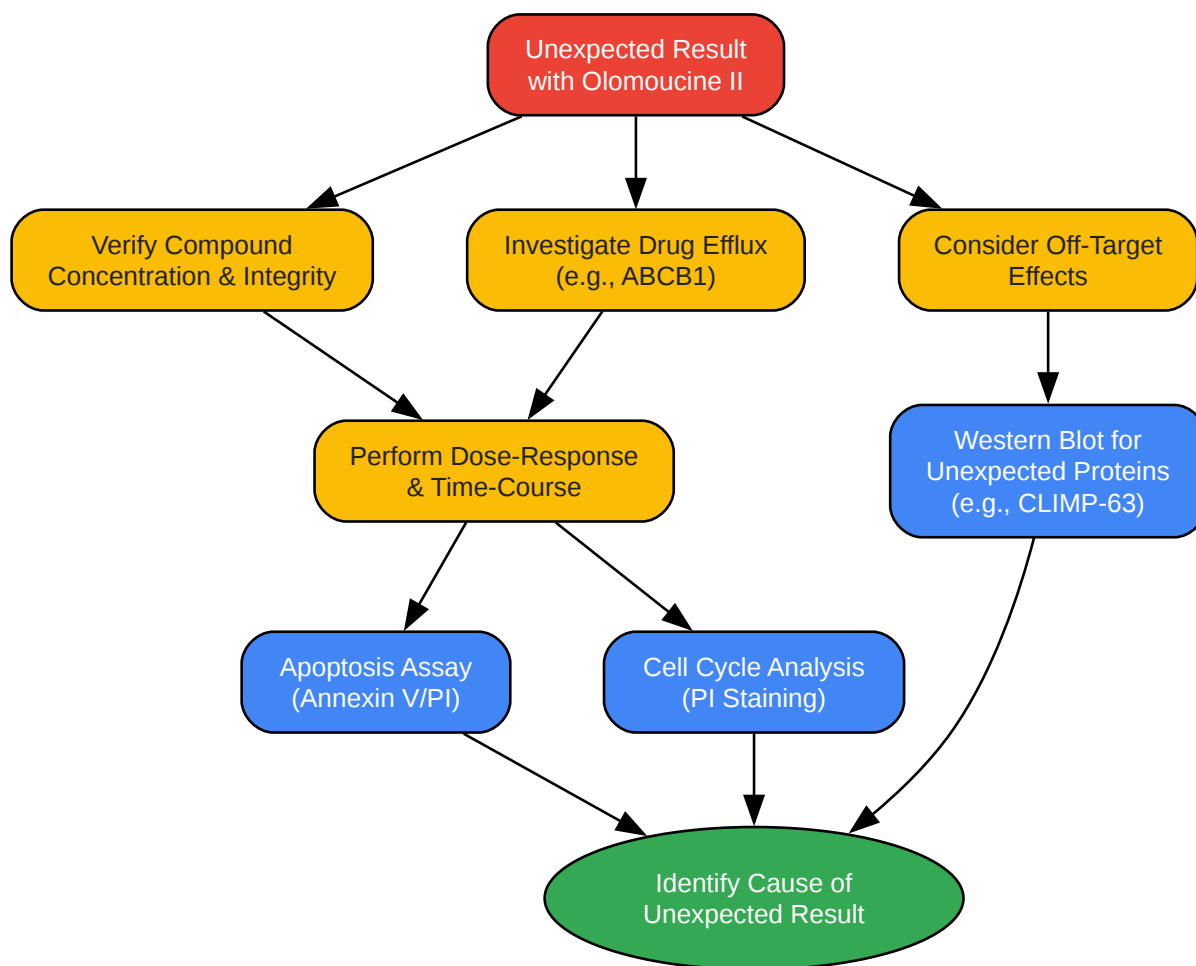 Unexpected Result
with Olomoucine II
Verify Compound
Concentration & Integrity
Investigate Drug Efflux
(e.g., ABCB1)
Consider Off-Target
Effects
Perform Dose-Response
& Time-Course
Western Blot for
Unexpected Proteins
(e.g., CLIMP-63)
Apoptosis Assay
(Annexin V/PI)
Cell Cycle Analysis
(PI Staining)
Identify Cause of
Unexpected Result